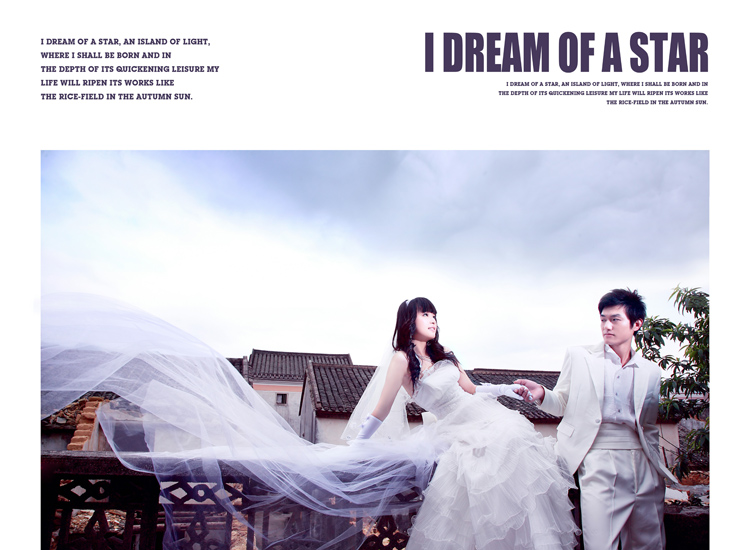 I DREAM OF A STAR, AN ISLAND OF LIGHT,
WHERE I SHALL BE BORN AND IN
THE DEPTH OF ITS QUICKENING LEISURE MY
LIFE WILL RIPEN ITS WORKS LIKE
THE RICE-FIELD IN THE AUTUMN SUN.
I DREAM OF A STAR
I DREAM OF A STAR, AN ISLAND OF LIGHT, WHERE I SHALL BE BORN AND IN
THE DEPTH OF ITS QUICKENING LEISURE MY LIFE WILL RIPEN ITS WORKS LIKE
THE RICE-FIELD IN THE AUTUMN SUN.